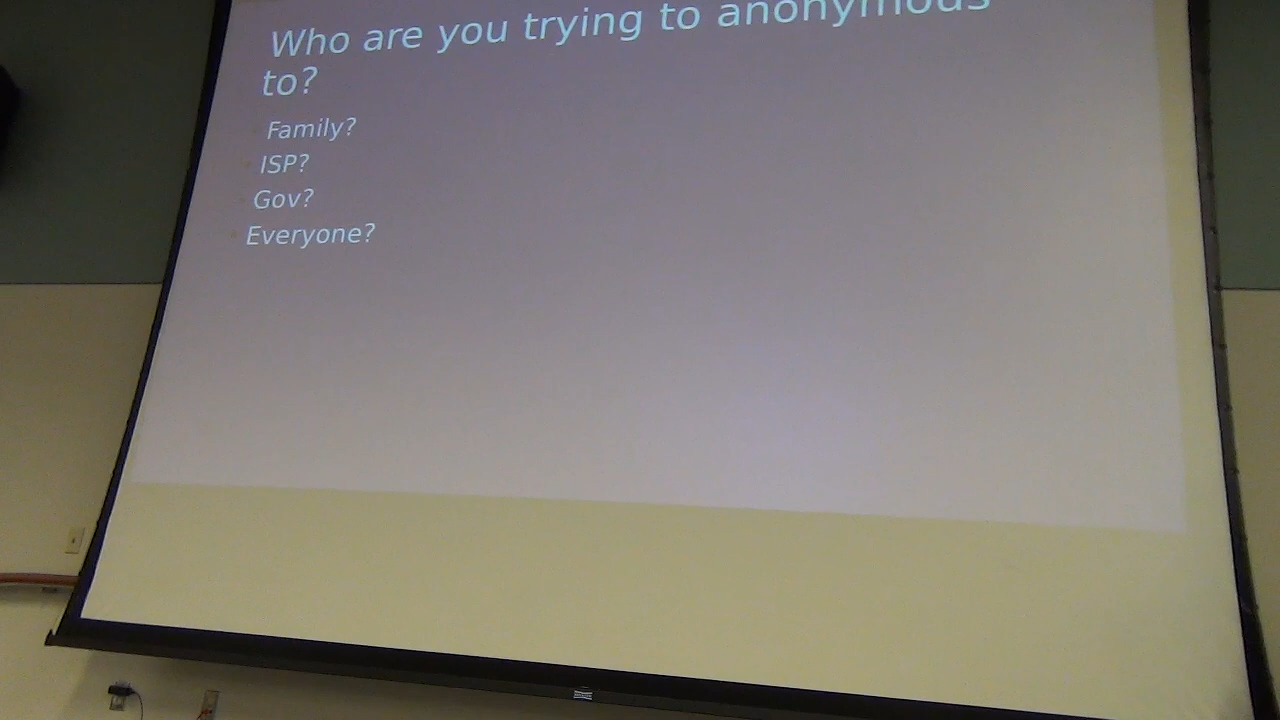 Who are you trying to anonymous
to?
Family?
ISP?
Gov?
Everyone?